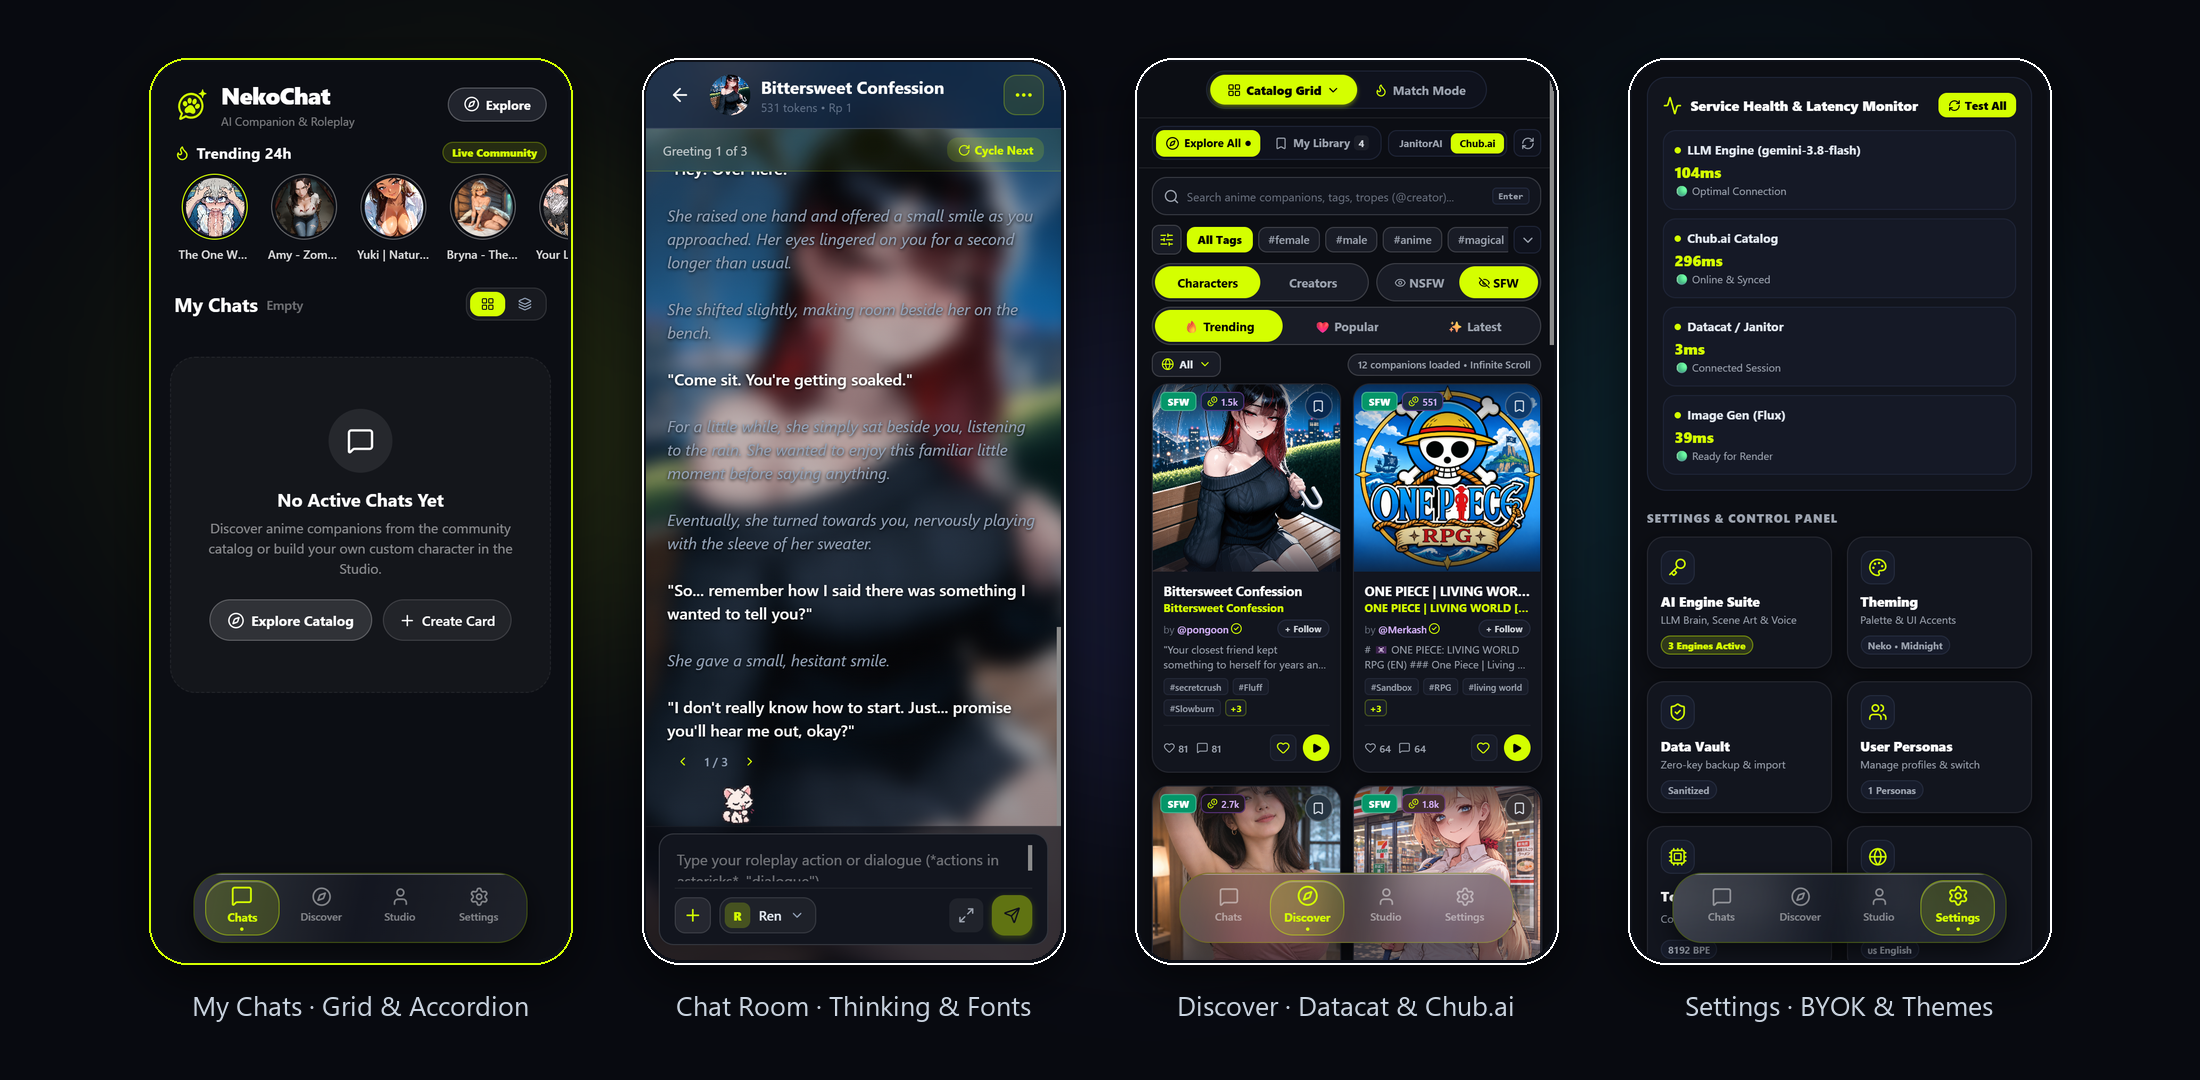 NekoChat
AI Companion & Roleplay
Explore
Trending 24h
Live Community
The One W...
Amy - Zom...
Yuki | Natur...
Bryna - The...
Your L
My Chats Empty
No Active Chats Yet
Discover anime companions from the community
catalog or build your own custom character in the
Studio.
Explore Catalog
Create Card
Chats
Discover
Studio
Settings
My Chats · Grid & Accordion
Bittersweet Confession
531 tokens • Rp 1
Greeting 1 of 3
Cycle Next
"Hey! Over here."
She raised one hand and offered a small smile as you
approached. Her eyes lingered on you for a second
longer than usual.
She shifted slightly, making room beside her on the
bench.
"Come sit. You're getting soaked."
For a little while, she simply sat beside you, listening
to the rain. She wanted to enjoy this familiar little
moment before saying anything.
Eventually, she turned towards you, nervously playing
with the sleeve of her sweater.
"So... remember how I said there was something I
wanted to tell you?"
She gave a small, hesitant smile.
"I don't really know how to start. Just... promise
you'll hear me out, okay?"
1 / 3
Type your roleplay action or dialogue (*actions in
asterisks*, "dialogue")
R Ren
Chat Room · Thinking & Fonts
Catalog Grid
Match Mode
Explore All
My Library 4
JanitorAI
Chub.ai
Search anime companions, tags, tropes (@creator)...
Enter
All Tags
#female
#male
#anime
#magical
Characters
Creators
NSFW
SFW
Trending
Popular
Latest
All
12 companions loaded • Infinite Scroll
SFW 1.5k
Bittersweet Confession
Bittersweet Confession
by @pongoon
+ Follow
"Your closest friend kept
something to herself for years an...
#secretcrush
#Fluff
#Slowburn
+3
81
81
SFW 551
ONE PIECE
RPG
ONE PIECE | LIVING WOR...
ONE PIECE | LIVING WORLD [...
by @Merkash
+ Follow
# ONE PIECE: LIVING WORLD
RPG (EN) ### One Piece | Living ...
#Sandbox
#RPG
#living world
+3
64
64
SFW 2.7k
SFW 1.8k
Chats
Discover
Studio
Settings
Discover · Datacat & Chub.ai
Service Health & Latency Monitor
Test All
LLM Engine (gemini-3.8-flash)
104ms
Optimal Connection
Chub.ai Catalog
296ms
Online & Synced
Datacat / Janitor
3ms
Connected Session
Image Gen (Flux)
39ms
Ready for Render
SETTINGS & CONTROL PANEL
AI Engine Suite
LLM Brain, Scene Art & Voice
3 Engines Active
Theming
Palette & UI Accents
Neko • Midnight
Data Vault
Zero-key backup & import
Sanitized
User Personas
Manage profiles & switch
1 Personas
To
Co
8192 BPE
us English
Chats
Discover
Studio
Settings
Settings · BYOK & Themes